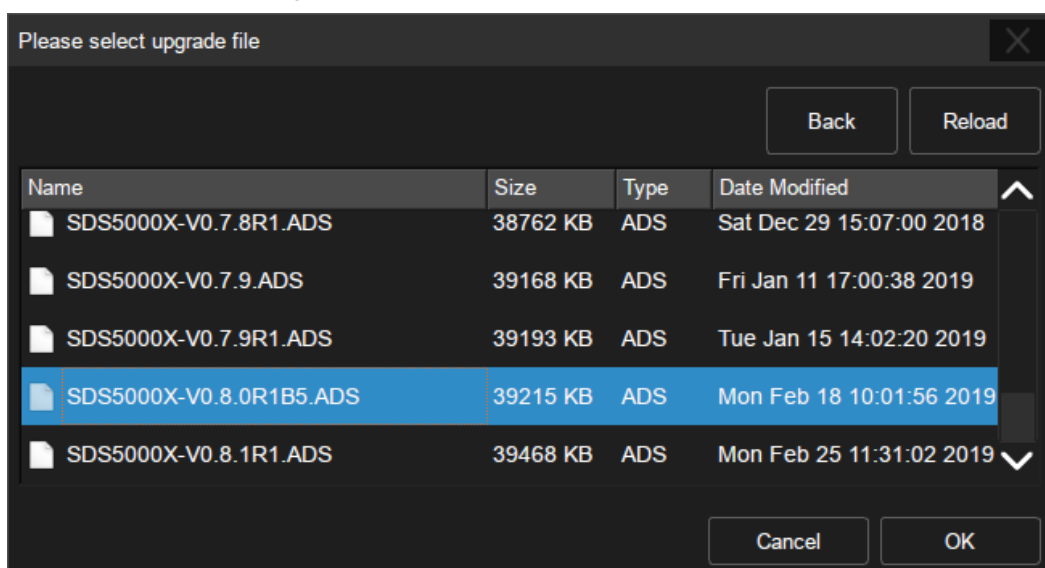 Please select upgrade file
Back Reload
Name Size Type Date Modified
SDS5000X-V0.7.8R1.ADS 38762 KB ADS Sat Dec 29 15:07:00 2018
SDS5000X-V0.7.9.ADS 39168 KB ADS Fri Jan 11 17:00:38 2019
SDS5000X-V0.7.9R1.ADS 39193 KB ADS Tue Jan 15 14:02:20 2019
SDS5000X-V0.8.0R1B5.ADS 39215 KB ADS Mon Feb 18 10:01:56 2019
SDS5000X-V0.8.1R1.ADS 39468 KB ADS Mon Feb 25 11:31:02 2019
Cancel OK